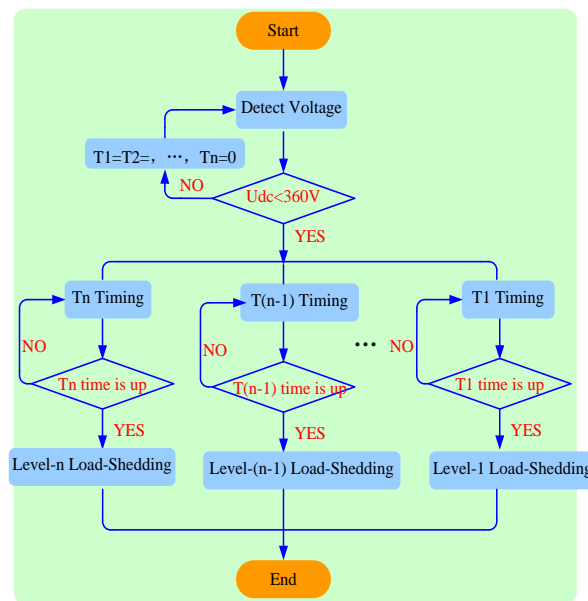 Start
Detect Voltage
T1=T2=, …, Tn=0
NO
Udc<360V
YES
Tn Timing
T(n-1) Timing
T1 Timing
NO
NO
…
NO
Tn time is up
T(n-1) time is up
T1 time is up
YES
YES
YES
Level-n Load-Shedding
Level-(n-1) Load-Shedding
Level-1 Load-Shedding
End